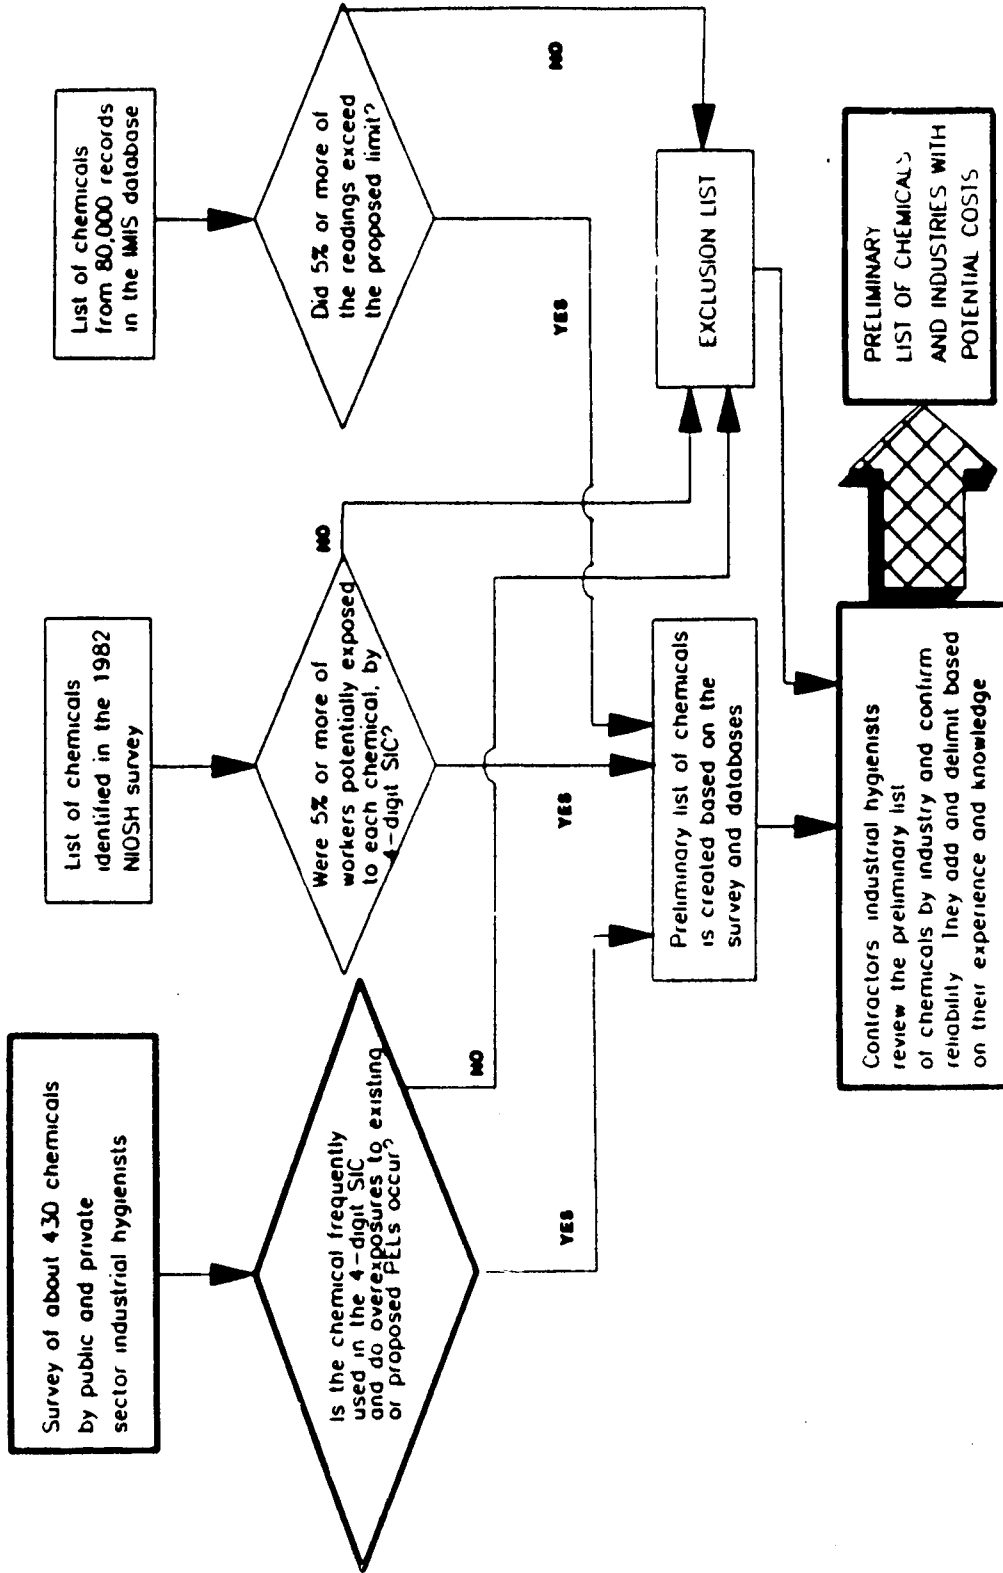 Survey of about 430 chemicals
by public and private
sector industrial hygienists
List of chemicals
identified in the 1982
NIOSH survey
List of chemicals
from 80,000 records
in the IMIS database
Is the chemical frequently
used in the 4-digit SIC
and do overexposures to existing
or proposed PELs occur?
Were 5% or more of
workers potentially exposed
to each chemical, by
4-digit SIC?
Did 5% or more of
the readings exceed
the proposed limit?
NO
NO
NO
YES
YES
YES
Preliminary list of chemicals
is created based on the
survey and databases
EXCLUSION LIST
Contractors industrial hygienists
review the preliminary list
of chemicals by industry and confirm
reliability They add and delimit based
on their experience and knowledge
PRELIMINARY
LIST OF CHEMICALS
AND INDUSTRIES WITH
POTENTIAL COSTS